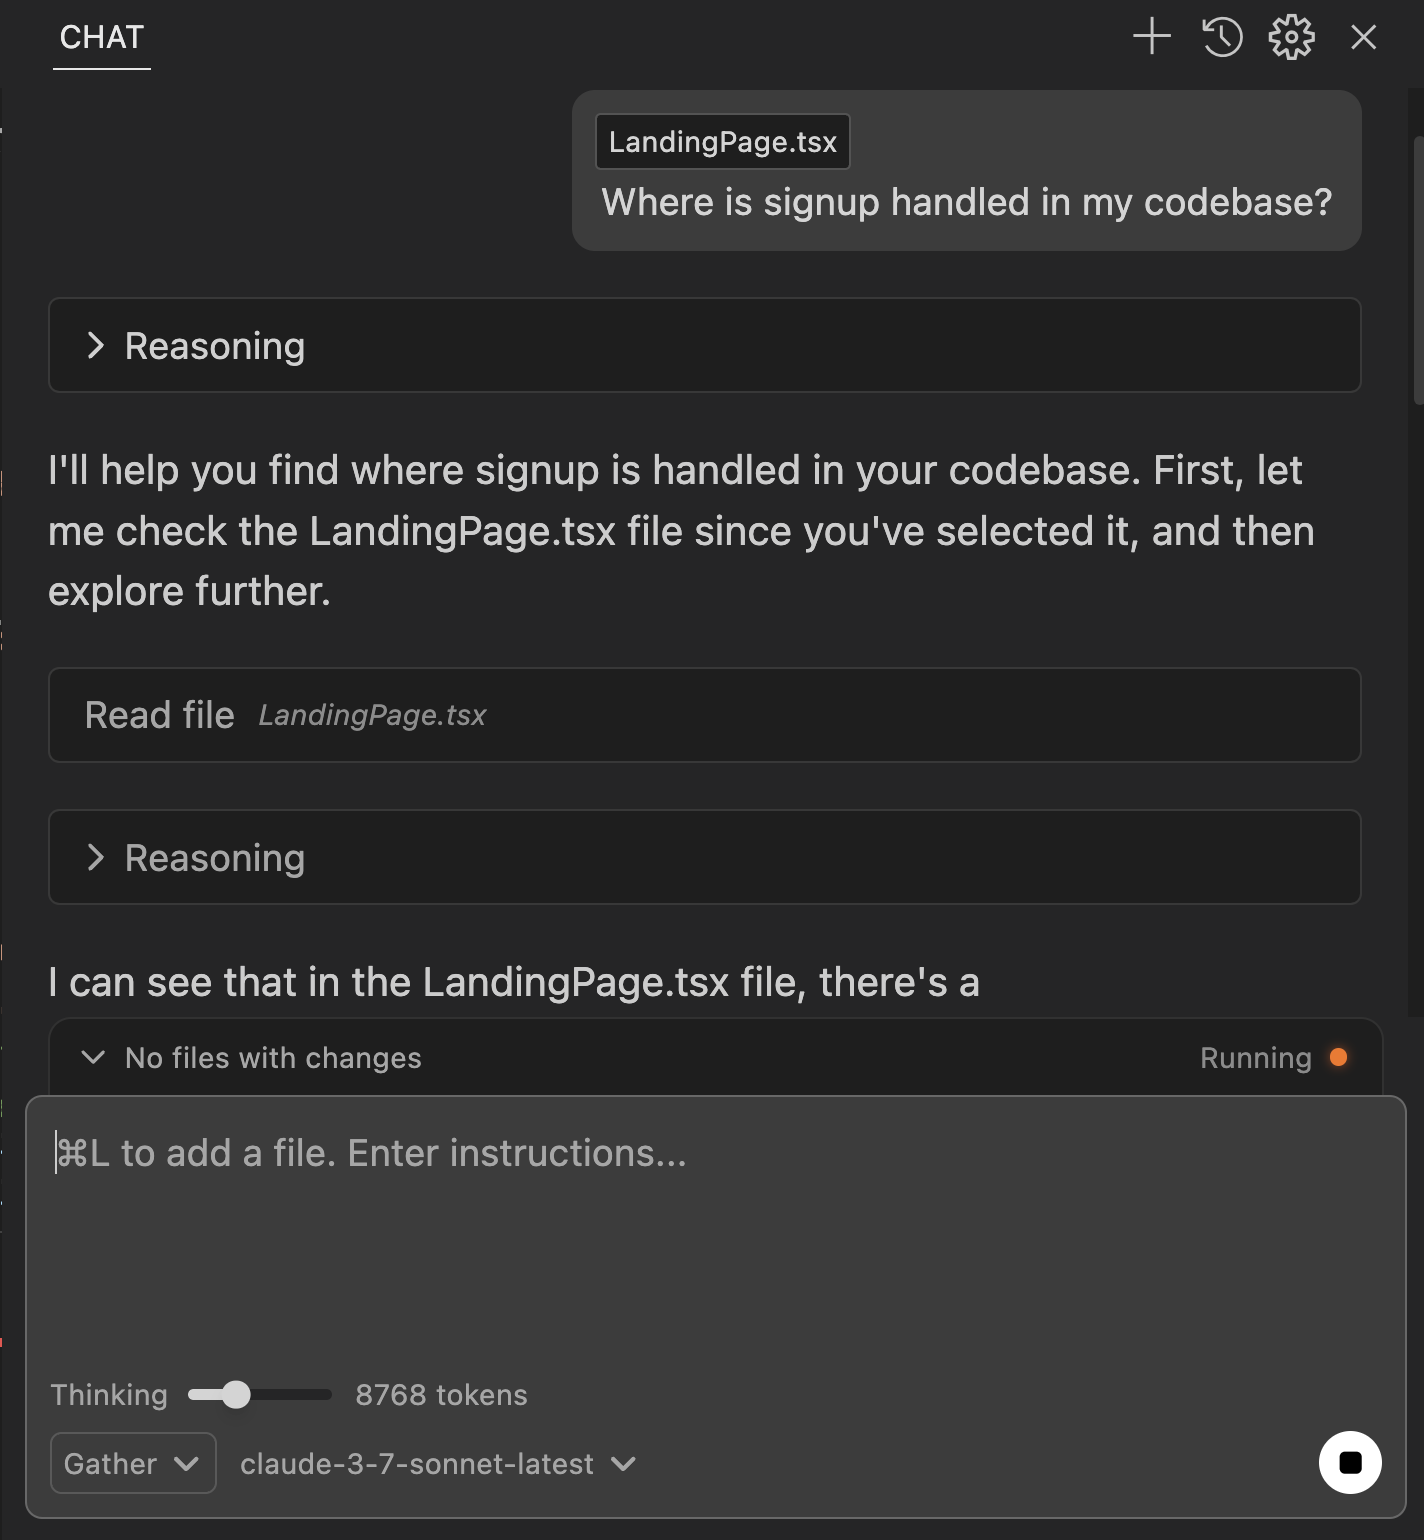 CHAT
LandingPage.tsx
Where is signup handled in my codebase?
Reasoning
I'll help you find where signup is handled in your codebase. First, let
me check the LandingPage.tsx file since you've selected it, and then
explore further.
Read file LandingPage.tsx
Reasoning
I can see that in the LandingPage.tsx file, there's a
No files with changes Running
⌘L to add a file. Enter instructions...
Thinking 8768 tokens
Gather claude-3-7-sonnet-latest